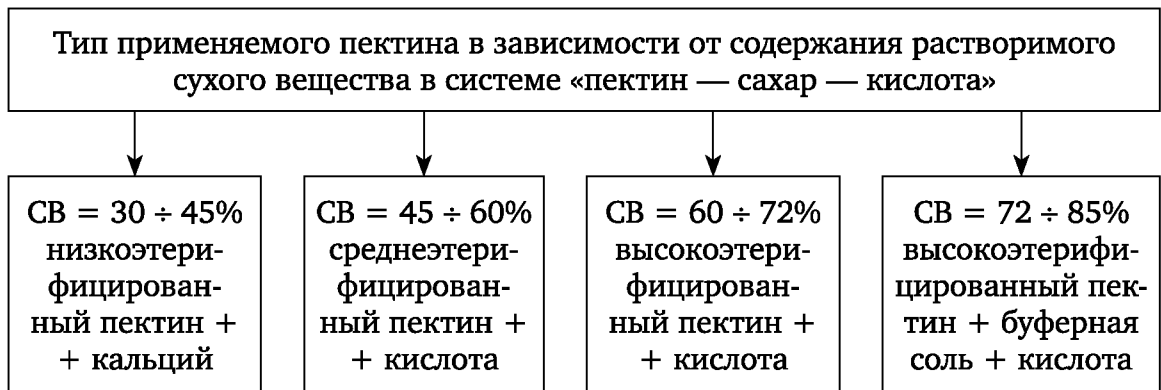 Тип применяемого пектина в зависимости от содержания растворимого
сухого вещества в системе «пектин — сахар — кислота»
СВ = 30 ÷ 45%
низкоэтери-
фицирован-
ный пектин +
+ кальций
СВ = 45 ÷ 60%
среднеэтери-
фицирован-
ный пектин +
+ кислота
СВ = 60 ÷ 72%
высокоэтери-
фицирован-
ный пектин +
+ кислота
СВ = 72 ÷ 85%
высокоэтерифи-
цированный пек-
тин + буферная
соль + кислота